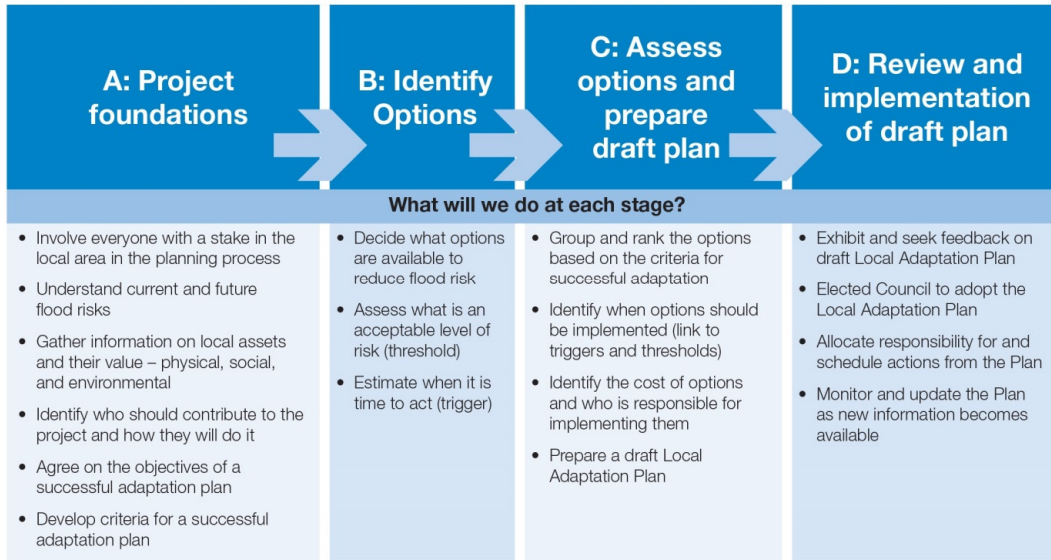 A: Project
foundations
B: Identify
Options
C: Assess
options and
prepare
draft plan
D: Review and
implementation
of draft plan
What will we do at each stage?
• Involve everyone with a stake in the
local area in the planning process
• Understand current and future
flood risks
• Gather information on local assets
and their value – physical, social,
and environmental
• Identify who should contribute to the
project and how they will do it
• Agree on the objectives of a
successful adaptation plan
• Develop criteria for a successful
adaptation plan
• Decide what options
are available to
reduce flood risk
• Assess what is an
acceptable level of
risk (threshold)
• Estimate when it is
time to act (trigger)
• Group and rank the options
based on the criteria for
successful adaptation
• Identify when options should
be implemented (link to
triggers and thresholds)
• Identify the cost of options
and who is responsible for
implementing them
• Prepare a draft Local
Adaptation Plan
• Exhibit and seek feedback on
draft Local Adaptation Plan
• Elected Council to adopt the
Local Adaptation Plan
• Allocate responsibility for and
schedule actions from the Plan
• Monitor and update the Plan
as new information becomes
available